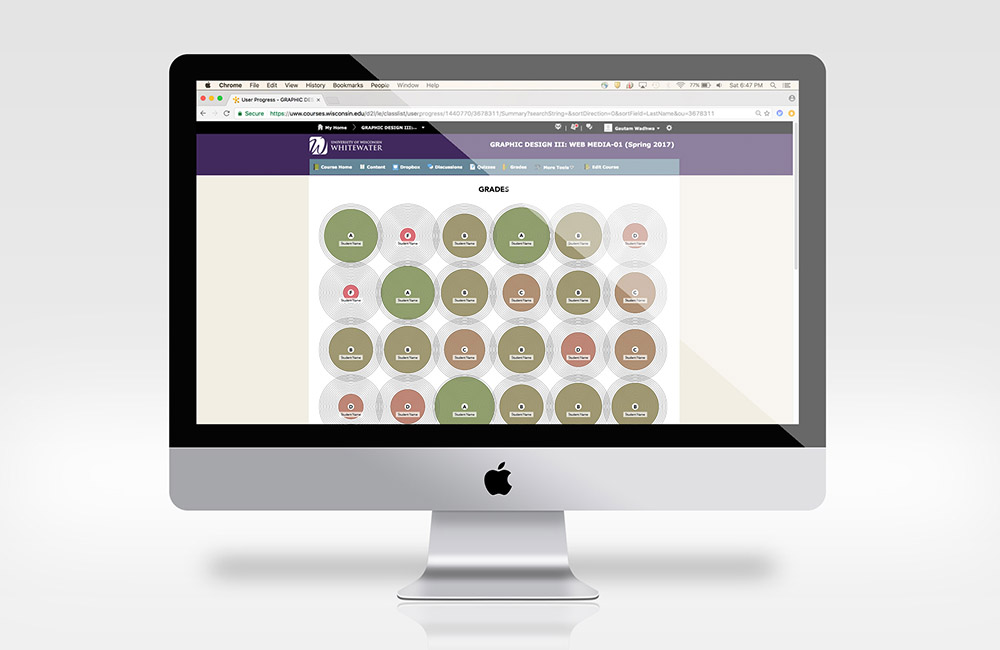 Chrome File Edit View History Bookmarks People Window Help 77% Sat 6:47 PM
User Progress - GRAPHIC DES
Secure https://uww.courses.wisconsin.edu/d2l/le/classlist/userprogress/1440770/3678311/Summary?searchString=&sortDirection=0&sortField=LastName&ou=3678311
My Home GRAPHIC DESIGN III:... Gautam Wadhwa
UNIVERSITY OF WISCONSIN
WHITEWATER
GRAPHIC DESIGN III: WEB MEDIA-01 (Spring 2017)
Course Home Content Dropbox Discussions Quizzes Grades More Tools Edit Course
GRADES
A F B A B D
Student Name Student Name Student Name Student Name Student Name Student Name
F A B C B C
Student Name Student Name Student Name Student Name Student Name Student Name
B B C B D C
Student Name Student Name Student Name Student Name Student Name Student Name
D D A B B B
Student Name Student Name Student Name Student Name Student Name Student Name